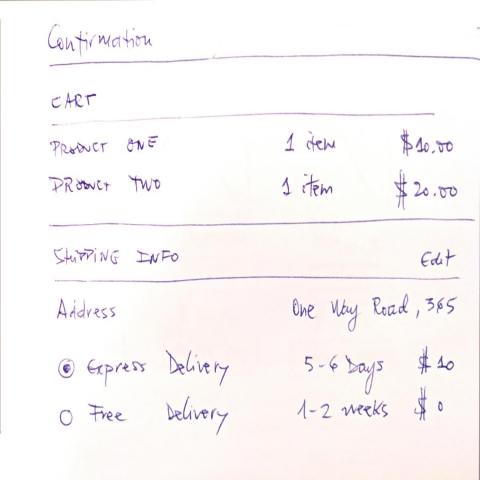 Confirmation
CART
PRODUCT ONE 1 item $10.00
PRODUCT TWO 1 item $20.00
SHIPPING INFO Edit
Address One Way Road, 365
Express Delivery 5-6 Days $10
Free Delivery 1-2 weeks $0